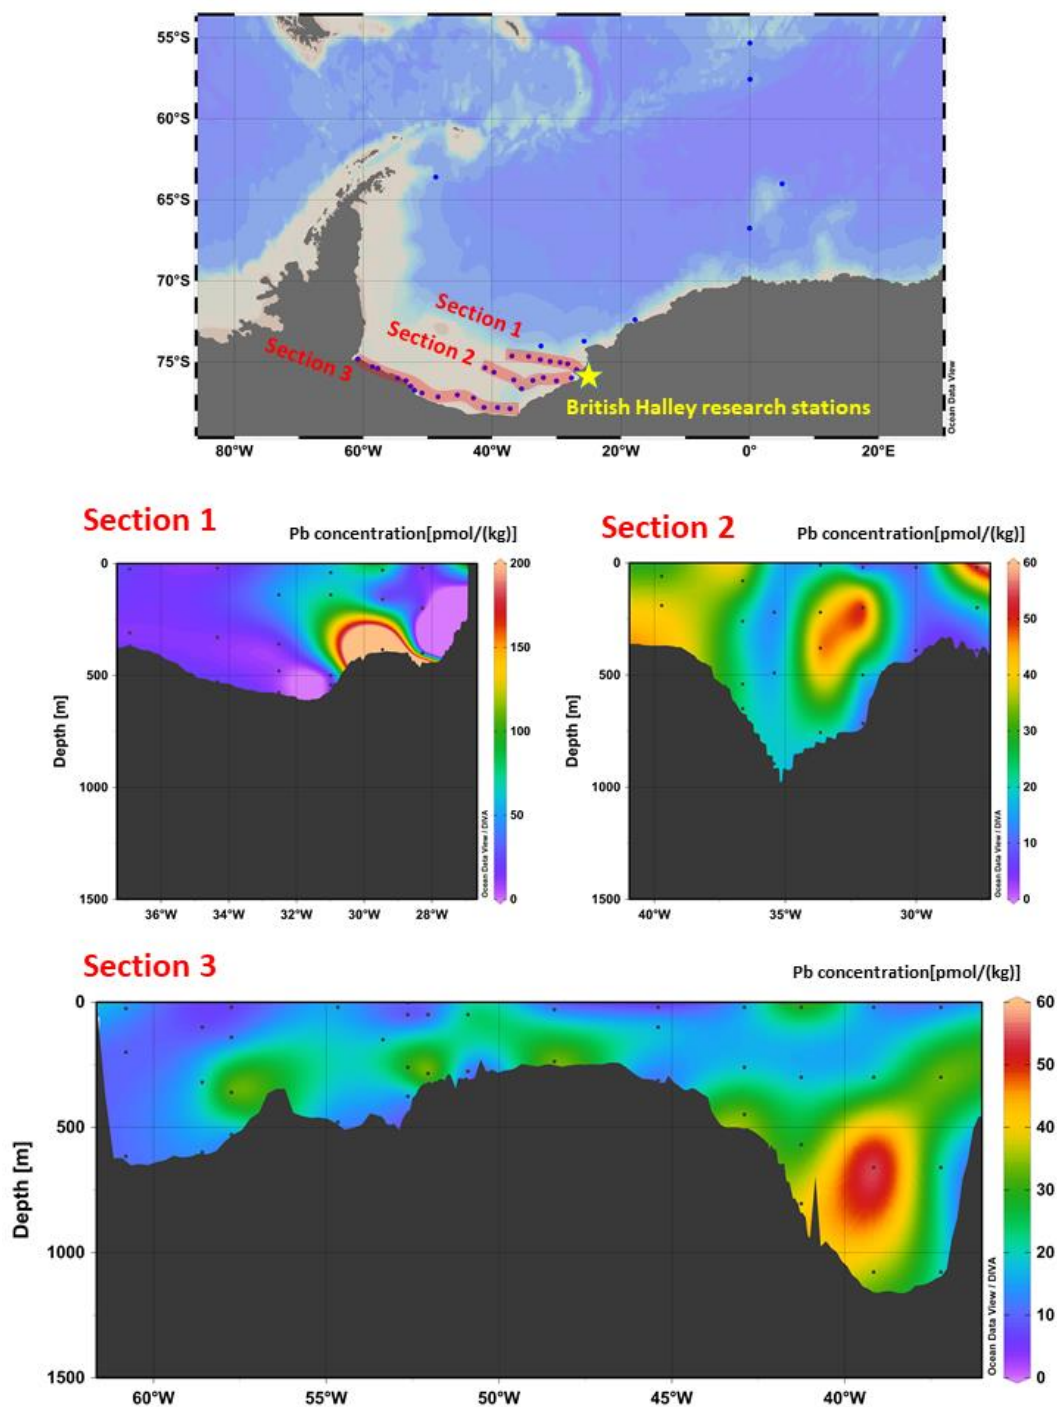 55°S
60°S
65°S
70°S
75°S
Section 1
Section 2
Section 3
British Halley research stations
Ocean Data View
80°W
60°W
40°W
20°W
0°
20°E
Section 1
Pb concentration[pmol/(kg)]
Depth [m]
0
500
1000
1500
36°W
34°W
32°W
30°W
28°W
200
150
100
50
0
Ocean Data View / DIVA
Section 2
Pb concentration[pmol/(kg)]
Depth [m]
0
500
1000
1500
40°W
35°W
30°W
60
50
40
30
20
10
0
Ocean Data View / DIVA
Section 3
Pb concentration[pmol/(kg)]
Depth [m]
0
500
1000
1500
60°W
55°W
50°W
45°W
40°W
60
50
40
30
20
10
0
Ocean Data View / DIVA